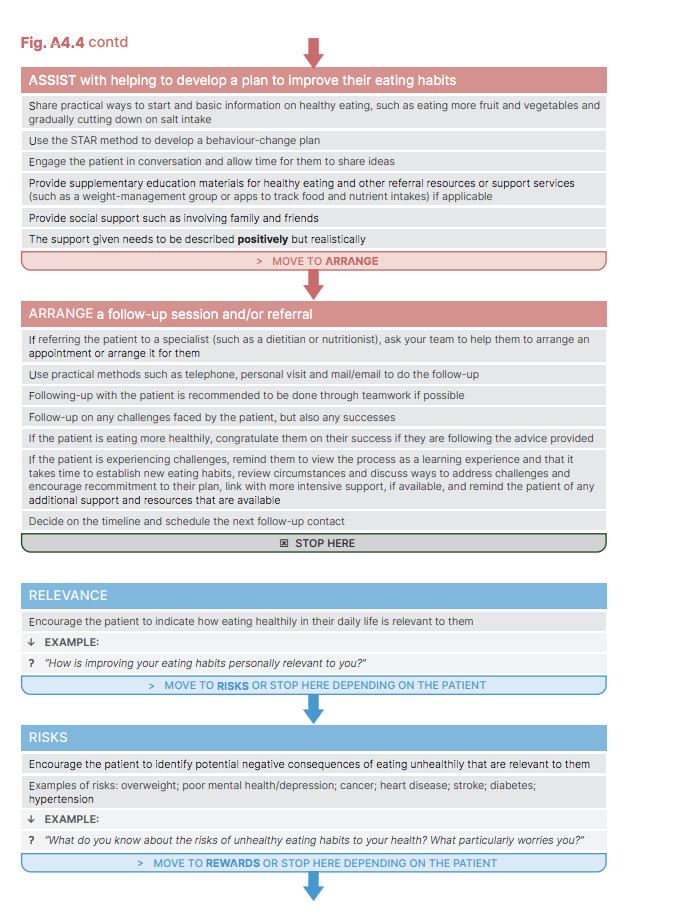 Fig. A4.4 contd
ASSIST with helping to develop a plan to improve their eating habits
Share practical ways to start and basic information on healthy eating, such as eating more fruit and vegetables and
gradually cutting down on salt intake
Use the STAR method to develop a behaviour-change plan
Engage the patient in conversation and allow time for them to share ideas
Provide supplementary education materials for healthy eating and other referral resources or support services
(such as a weight-management group or apps to track food and nutrient intakes) if applicable
Provide social support such as involving family and friends
The support given needs to be described positively but realistically
> MOVE TO ARRANGE
ARRANGE a follow-up session and/or referral
If referring the patient to a specialist (such as a dietitian or nutritionist), ask your team to help them to arrange an
appointment or arrange it for them
Use practical methods such as telephone, personal visit and mail/email to do the follow-up
Following-up with the patient is recommended to be done through teamwork if possible
Follow-up on any challenges faced by the patient, but also any successes
If the patient is eating more healthily, congratulate them on their success if they are following the advice provided
If the patient is experiencing challenges, remind them to view the process as a learning experience and that it
takes time to establish new eating habits, review circumstances and discuss ways to address challenges and
encourage recommitment to their plan, link with more intensive support, if available, and remind the patient of any
additional support and resources that are available
Decide on the timeline and schedule the next follow-up contact
☒ STOP HERE
RELEVANCE
Encourage the patient to indicate how eating healthily in their daily life is relevant to them
↓ EXAMPLE:
? "How is improving your eating habits personally relevant to you?"
> MOVE TO RISKS OR STOP HERE DEPENDING ON THE PATIENT
RISKS
Encourage the patient to identify potential negative consequences of eating unhealthily that are relevant to them
Examples of risks: overweight; poor mental health/depression; cancer; heart disease; stroke; diabetes;
hypertension
↓ EXAMPLE:
? "What do you know about the risks of unhealthy eating habits to your health? What particularly worries you?"
> MOVE TO REWARDS OR STOP HERE DEPENDING ON THE PATIENT